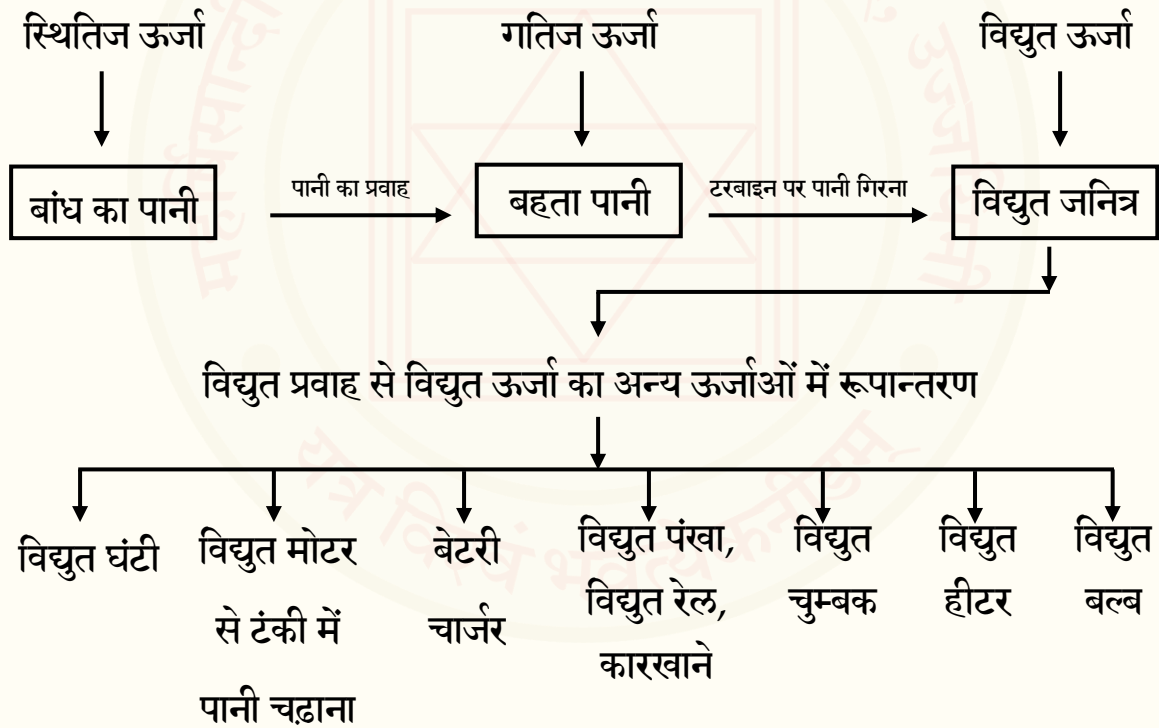 स्थितिज ऊर्जा
गतिज ऊर्जा
विद्युत ऊर्जा
बांध का पानी
पानी का प्रवाह
बहता पानी
टरबाइन पर पानी गिरना
विद्युत जनित्र
विद्युत प्रवाह से विद्युत ऊर्जा का अन्य ऊर्जाओं में रूपान्तरण
विद्युत घंटी
विद्युत मोटर
से टंकी में
पानी चढ़ाना
बेटरी
चार्जर
विद्युत पंखा,
विद्युत रेल,
कारखाने
विद्युत
चुम्बक
विद्युत
हीटर
विद्युत
बल्ब